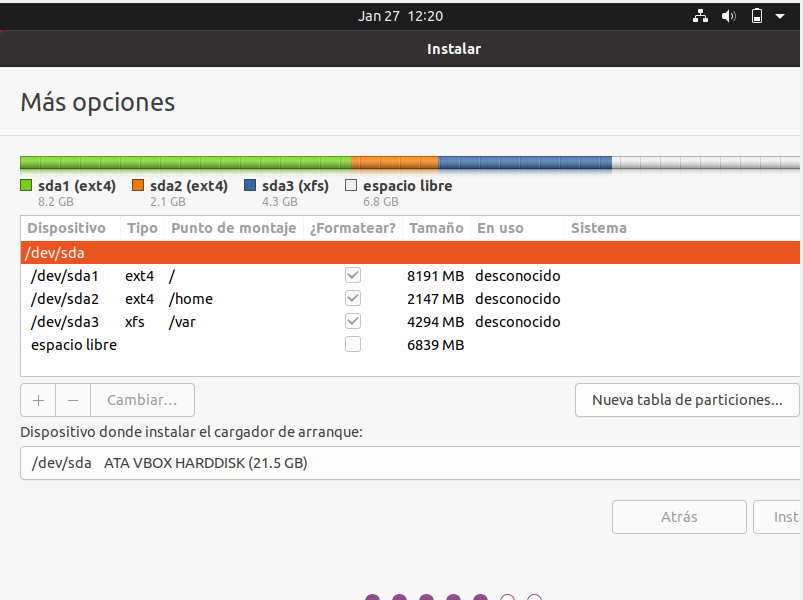 Jan 27 12:20
Instalar
Más opciones
sda1 (ext4) sda2 (ext4) sda3 (xfs) espacio libre
8.2 GB 2.1 GB 4.3 GB 6.8 GB
Dispositivo Tipo Punto de montaje ¿Formatear? Tamaño En uso Sistema
/dev/sda
/dev/sda1 ext4 / 8191 MB desconocido
/dev/sda2 ext4 /home 2147 MB desconocido
/dev/sda3 xfs /var 4294 MB desconocido
espacio libre 6839 MB
+ − Cambiar... Nueva tabla de particiones...
Dispositivo donde instalar el cargador de arranque:
/dev/sda ATA VBOX HARDDISK (21.5 GB)
Atrás